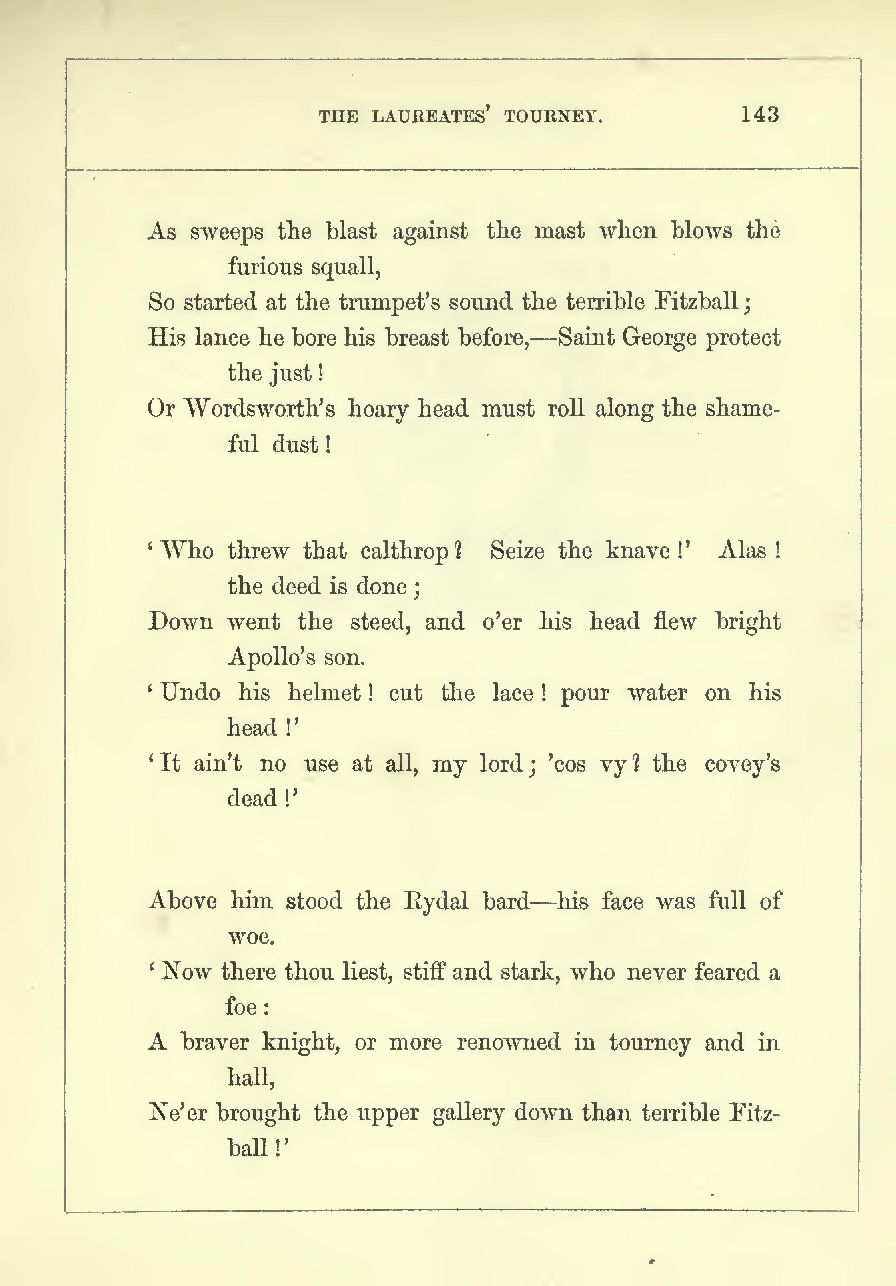 THE LAUREATES' TOURNEY. 143
As sweeps the blast against the mast when blows the
furious squall,
So started at the trumpet's sound the terrible Fitzball;
His lance he bore his breast before,—Saint George protect
the just!
Or Wordsworth's hoary head must roll along the shame-
ful dust!
‘Who threw that calthrop? Seize the knave!’ Alas!
the deed is done;
Down went the steed, and o'er his head flew bright
Apollo's son.
‘Undo his helmet! cut the lace! pour water on his
head!’
‘It ain't no use at all, my lord; 'cos vy? the covey's
dead!’
Above him stood the Rydal bard—his face was full of
woe.
‘Now there thou liest, stiff and stark, who never feared a
foe:
A braver knight, or more renowned in tourney and in
hall,
Ne'er brought the upper gallery down than terrible Fitz-
ball!’